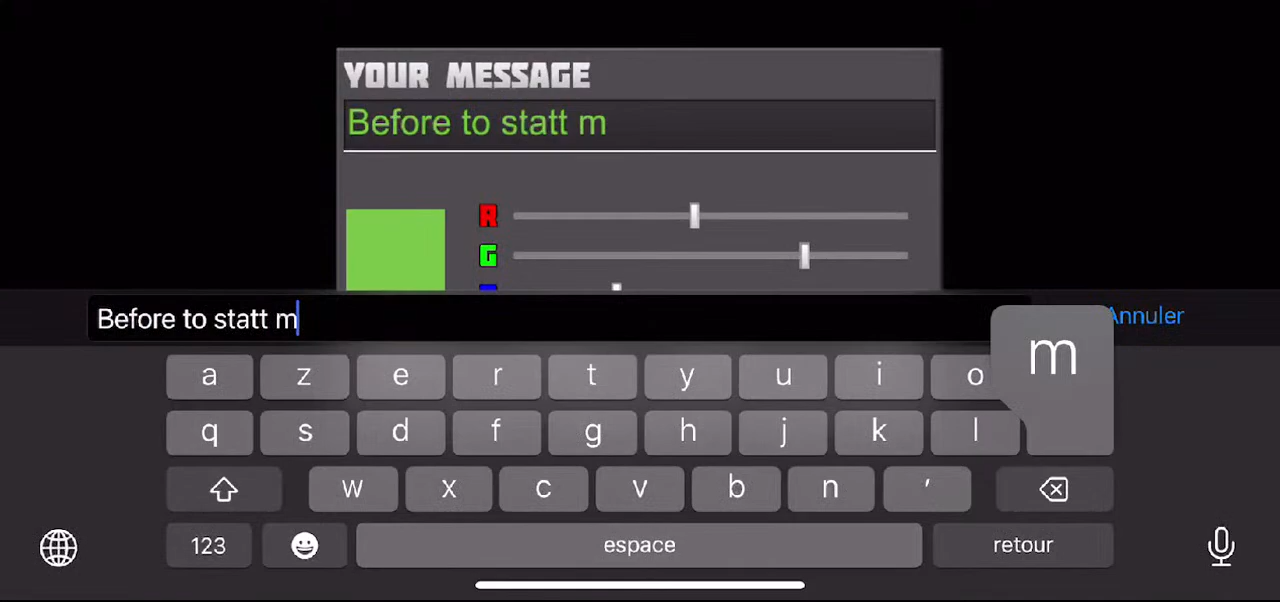 YOUR MESSAGE
Before to statt m
R
G
Before to statt m
Annuler
m
a z e r t y u i o
q s d f g h j k l
w x c v b n ′
123 espace retour